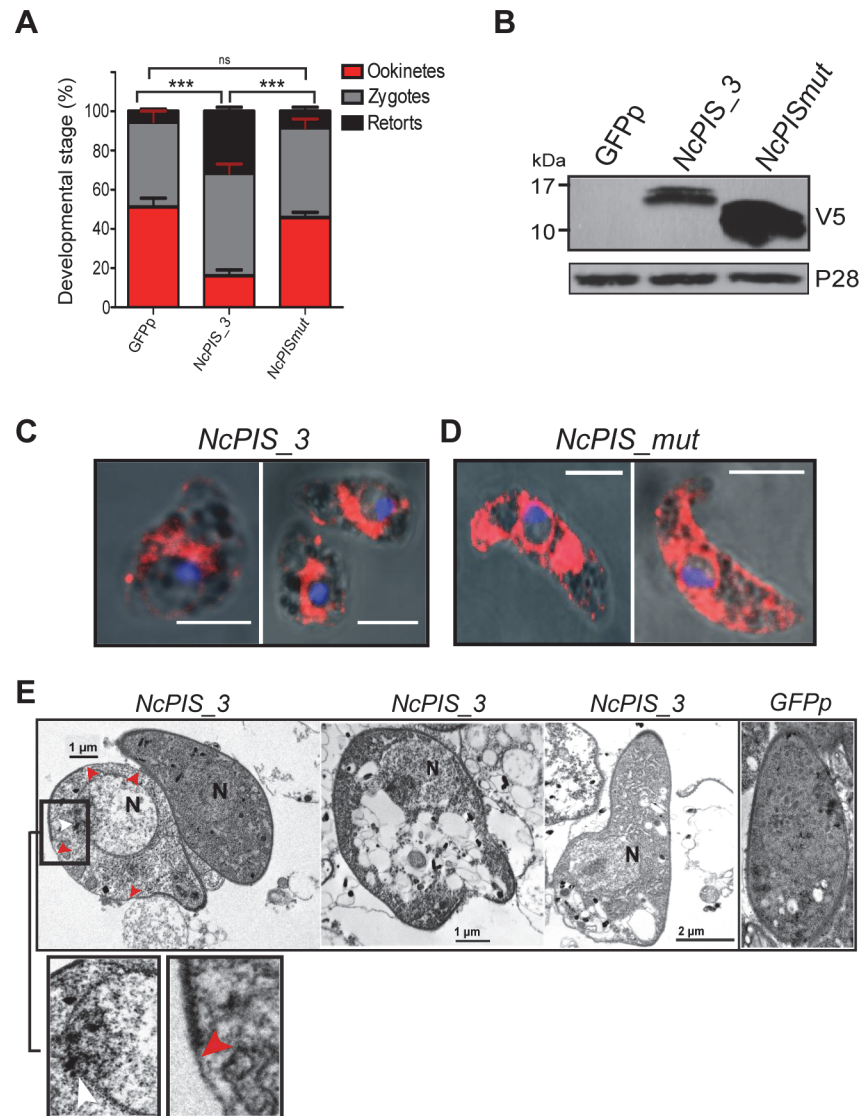 A
ns
***
***
Ookinetes
Zygotes
Retorts
Developmental stage (%)
100
80
60
40
20
0
GFPp
NcPIS_3
NcPISmut
B
GFPp
NcPIS_3
NcPISmut
kDa
17
10
V5
P28
C
NcPIS_3
D
NcPIS_mut
E
NcPIS_3
NcPIS_3
NcPIS_3
GFPp
1 µm
N
N
N
1 µm
N
2 µm